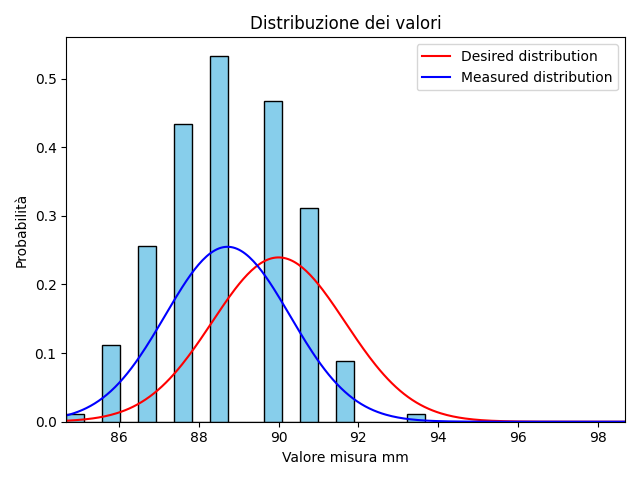 Distribuzione dei valori
Desired distribution
Measured distribution
Probabilità
0.5
0.4
0.3
0.2
0.1
0.0
86 88 90 92 94 96 98
Valore misura mm